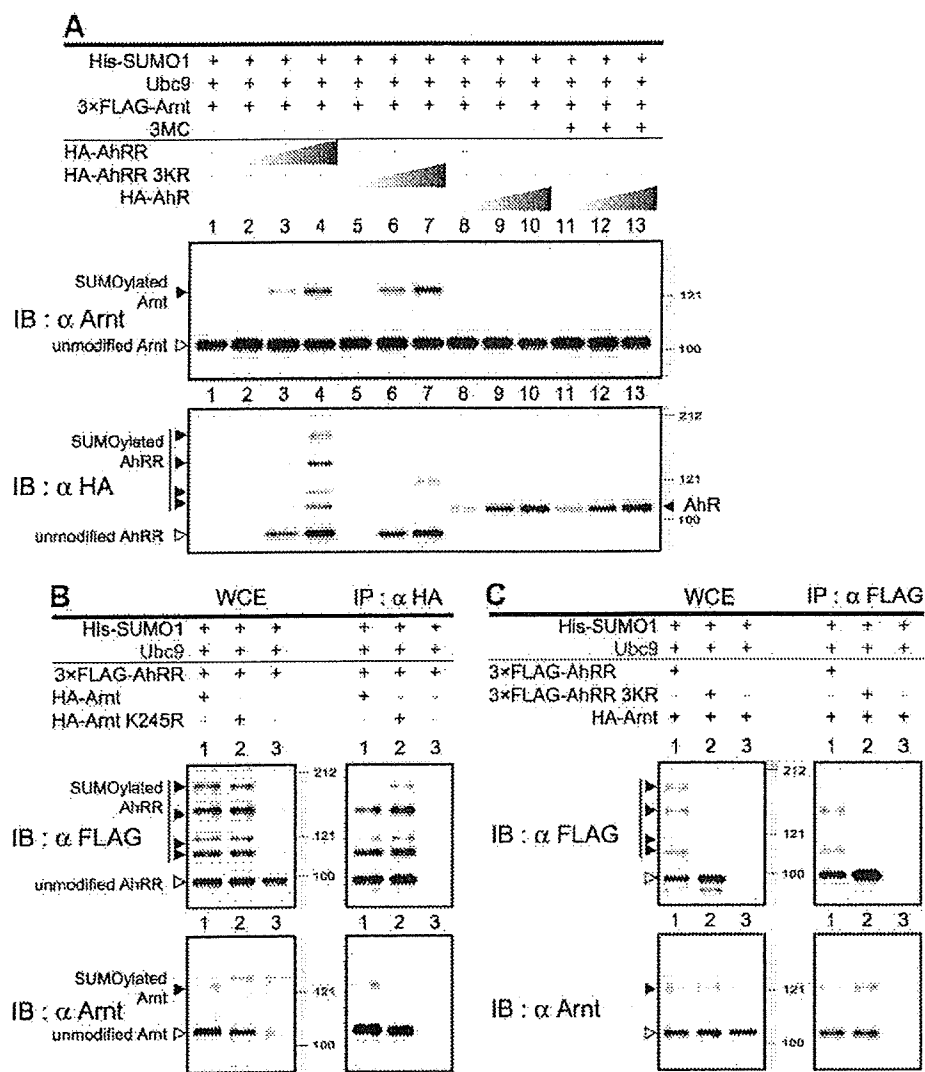 A
His-SUMO1 + + + + + + + + + + + + +
Ubc9 + + + + + + + + + + + + +
3×FLAG-Arnt + + + + + + + + + + + + +
3MC + + +
HA-AhRR
HA-AhRR 3KR
HA-AhR
1 2 3 4 5 6 7 8 9 10 11 12 13
SUMOylated Arnt
121
IB : α Arnt
unmodified Arnt
100
1 2 3 4 5 6 7 8 9 10 11 12 13
212
SUMOylated AhRR
121
IB : α HA
AhR
100
unmodified AhRR
B
WCE IP : α HA
His-SUMO1 + + + + + +
Ubc9 + + + + + +
3×FLAG-AhRR + + + + + +
HA-Arnt + - - + - -
HA-Arnt K245R - + - - + -
1 2 3 1 2 3
212
SUMOylated AhRR
121
IB : α FLAG
unmodified AhRR
100
1 2 3 1 2 3
SUMOylated Arnt
121
IB : α Arnt
unmodified Arnt
100
C
WCE IP : α FLAG
His-SUMO1 + + + + + +
Ubc9 + + + + + +
3×FLAG-AhRR + - - + - -
3×FLAG-AhRR 3KR - + - - + -
HA-Arnt + + + + + +
1 2 3 1 2 3
212
121
IB : α FLAG
100
1 2 3 1 2 3
121
IB : α Arnt
100